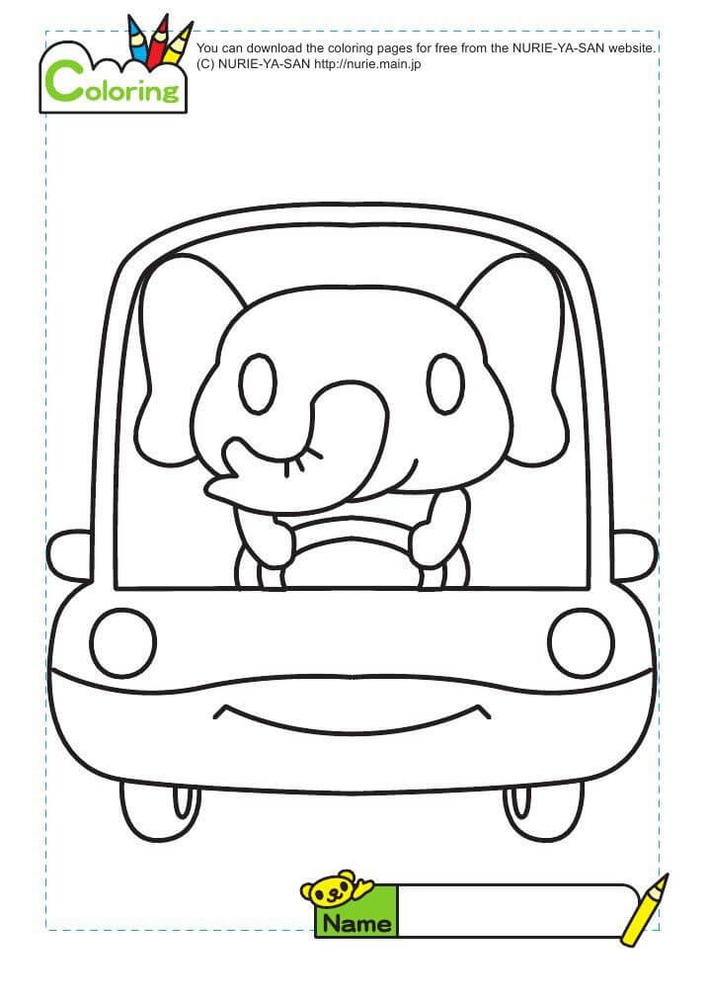 You can download the coloring pages for free from the NURIE-YA-SAN website.
(C) NURIE-YA-SAN http://nurie.main.jp
Coloring
Name